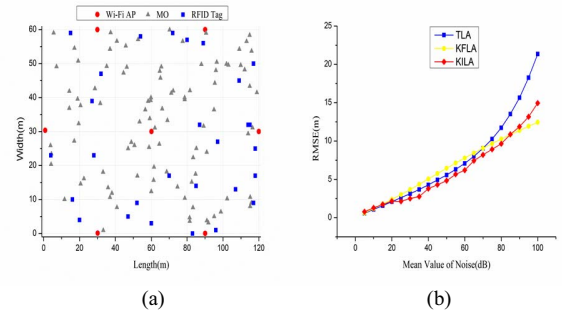 Wi-Fi AP MO RFID Tag
60
50
40
30
20
10
0
0 20 40 60 80 100 120
Width(m)
Length(m)
(a)
TLA
KFLA
KILA
25
20
15
10
5
0
0 20 40 60 80 100
RMSE(m)
Mean Value of Noise(dB)
(b)